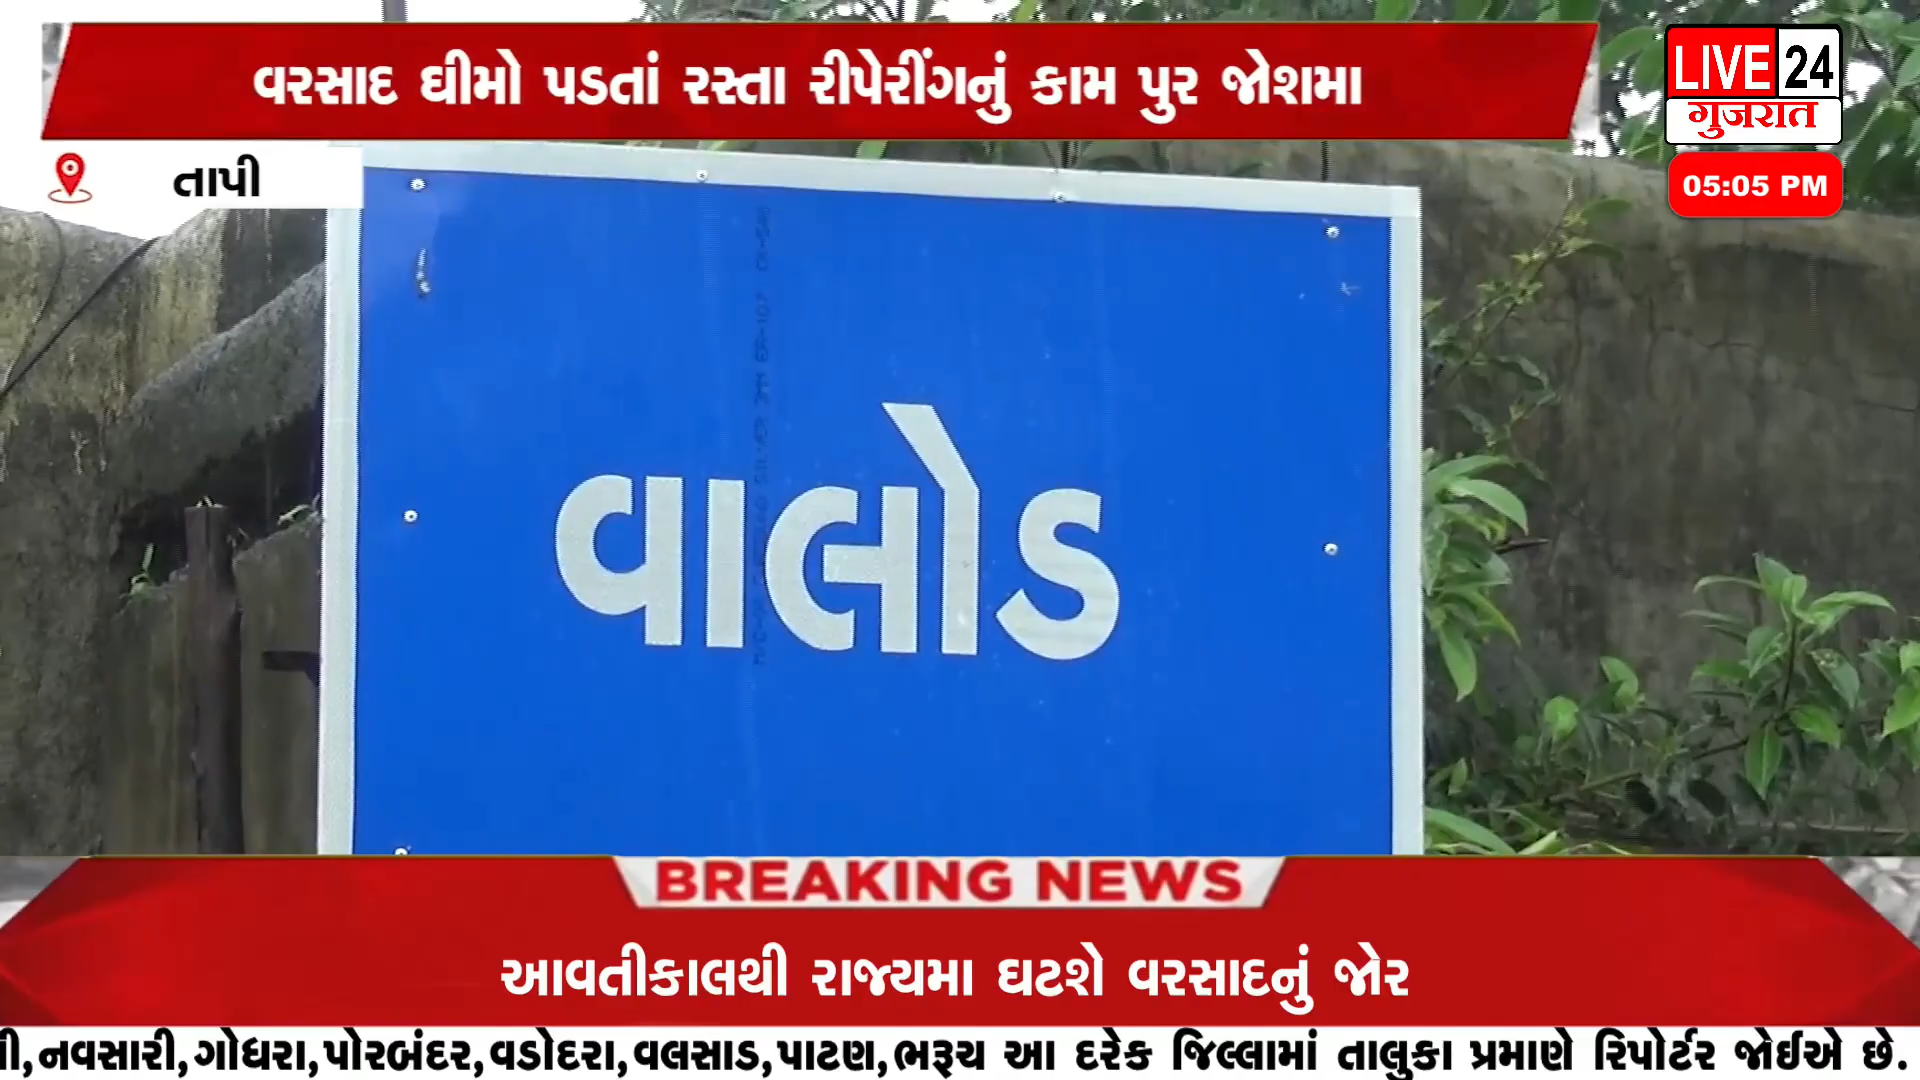 વરસાદ ધીમો પડતાં રસ્તા રીપેરીંગનું કામ પુર જોશમા
LIVE 24
गुजरात
05:05 PM
તાપી
વાલોડ
BREAKING NEWS
આવતીકાલથી રાજ્યમા ઘટશે વરસાદનું જોર
નવસારી,ગોધરા,પોરબંદર,વડોદરા,વલસાડ,પાટણ,ભરૂચ આ દરેક જિલ્લામાં તાલુકા પ્રમાણે રિપોર્ટર જોઈએ છે.